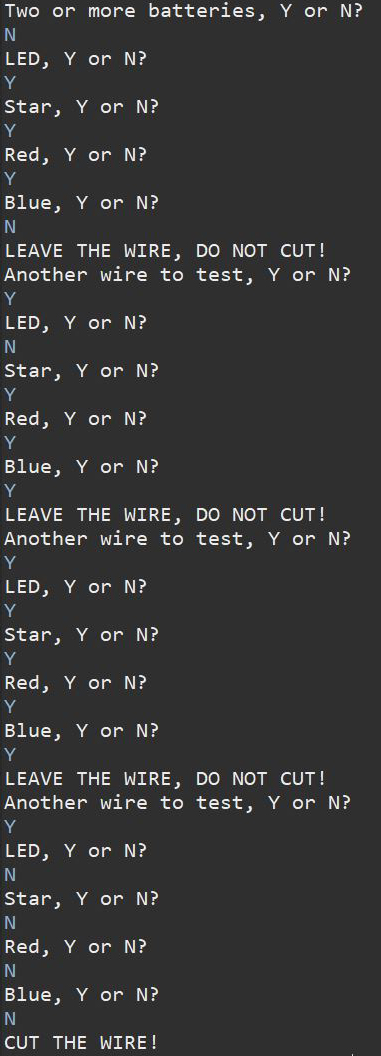 Two or more batteries, Y or N?
N
LED, Y or N?
Y
Star, Y or N?
Y
Red, Y or N?
Y
Blue, Y or N?
N
LEAVE THE WIRE, DO NOT CUT!
Another wire to test, Y or N?
Y
LED, Y or N?
N
Star, Y or N?
Y
Red, Y or N?
Y
Blue, Y or N?
Y
LEAVE THE WIRE, DO NOT CUT!
Another wire to test, Y or N?
Y
LED, Y or N?
Y
Star, Y or N?
Y
Red, Y or N?
Y
Blue, Y or N?
Y
LEAVE THE WIRE, DO NOT CUT!
Another wire to test, Y or N?
Y
LED, Y or N?
N
Star, Y or N?
N
Red, Y or N?
N
Blue, Y or N?
N
CUT THE WIRE!